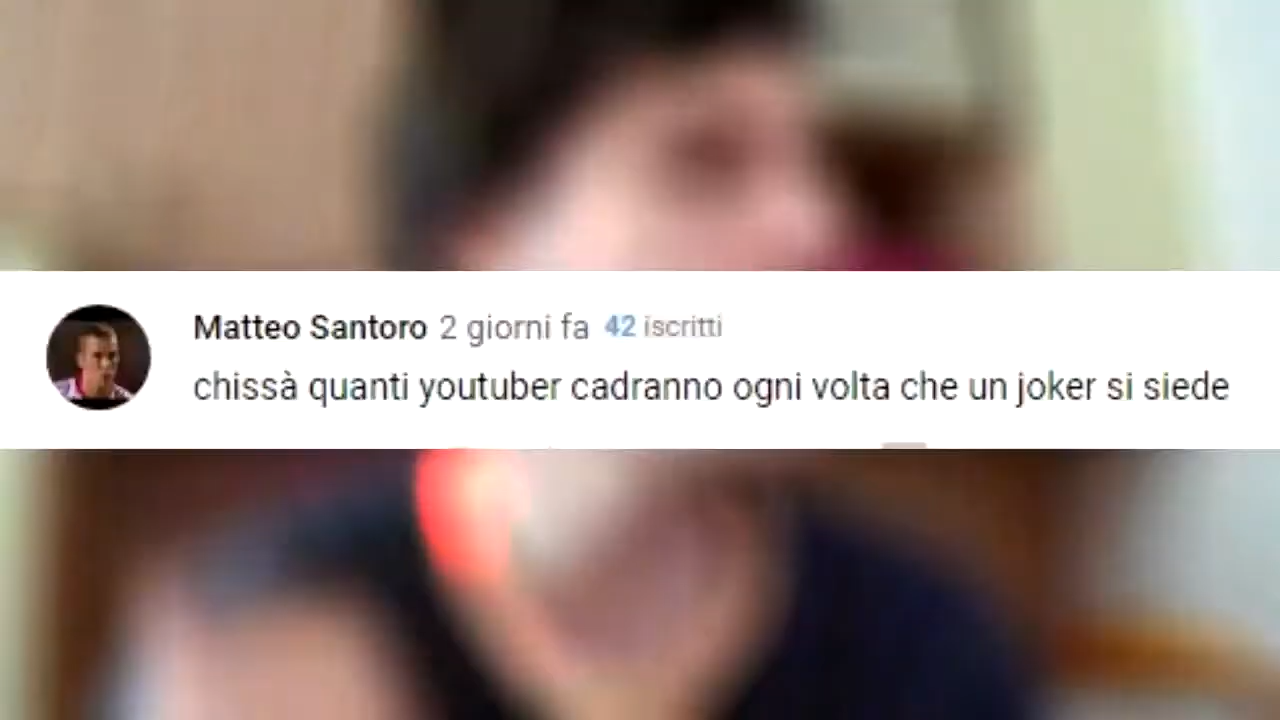 Matteo Santoro 2 giorni fa 42 iscritti
chissà quanti youtuber cadranno ogni volta che un joker si siede